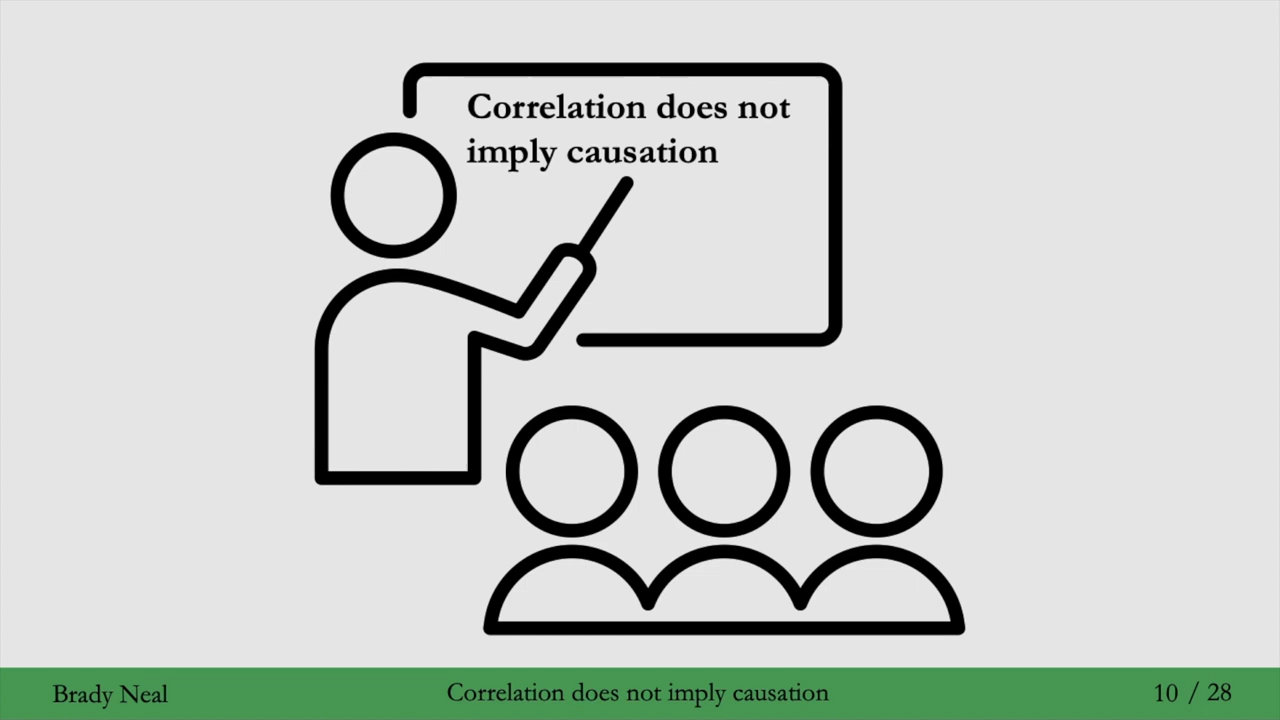 Correlation does not
imply causation
Brady Neal
Correlation does not imply causation
10 / 28